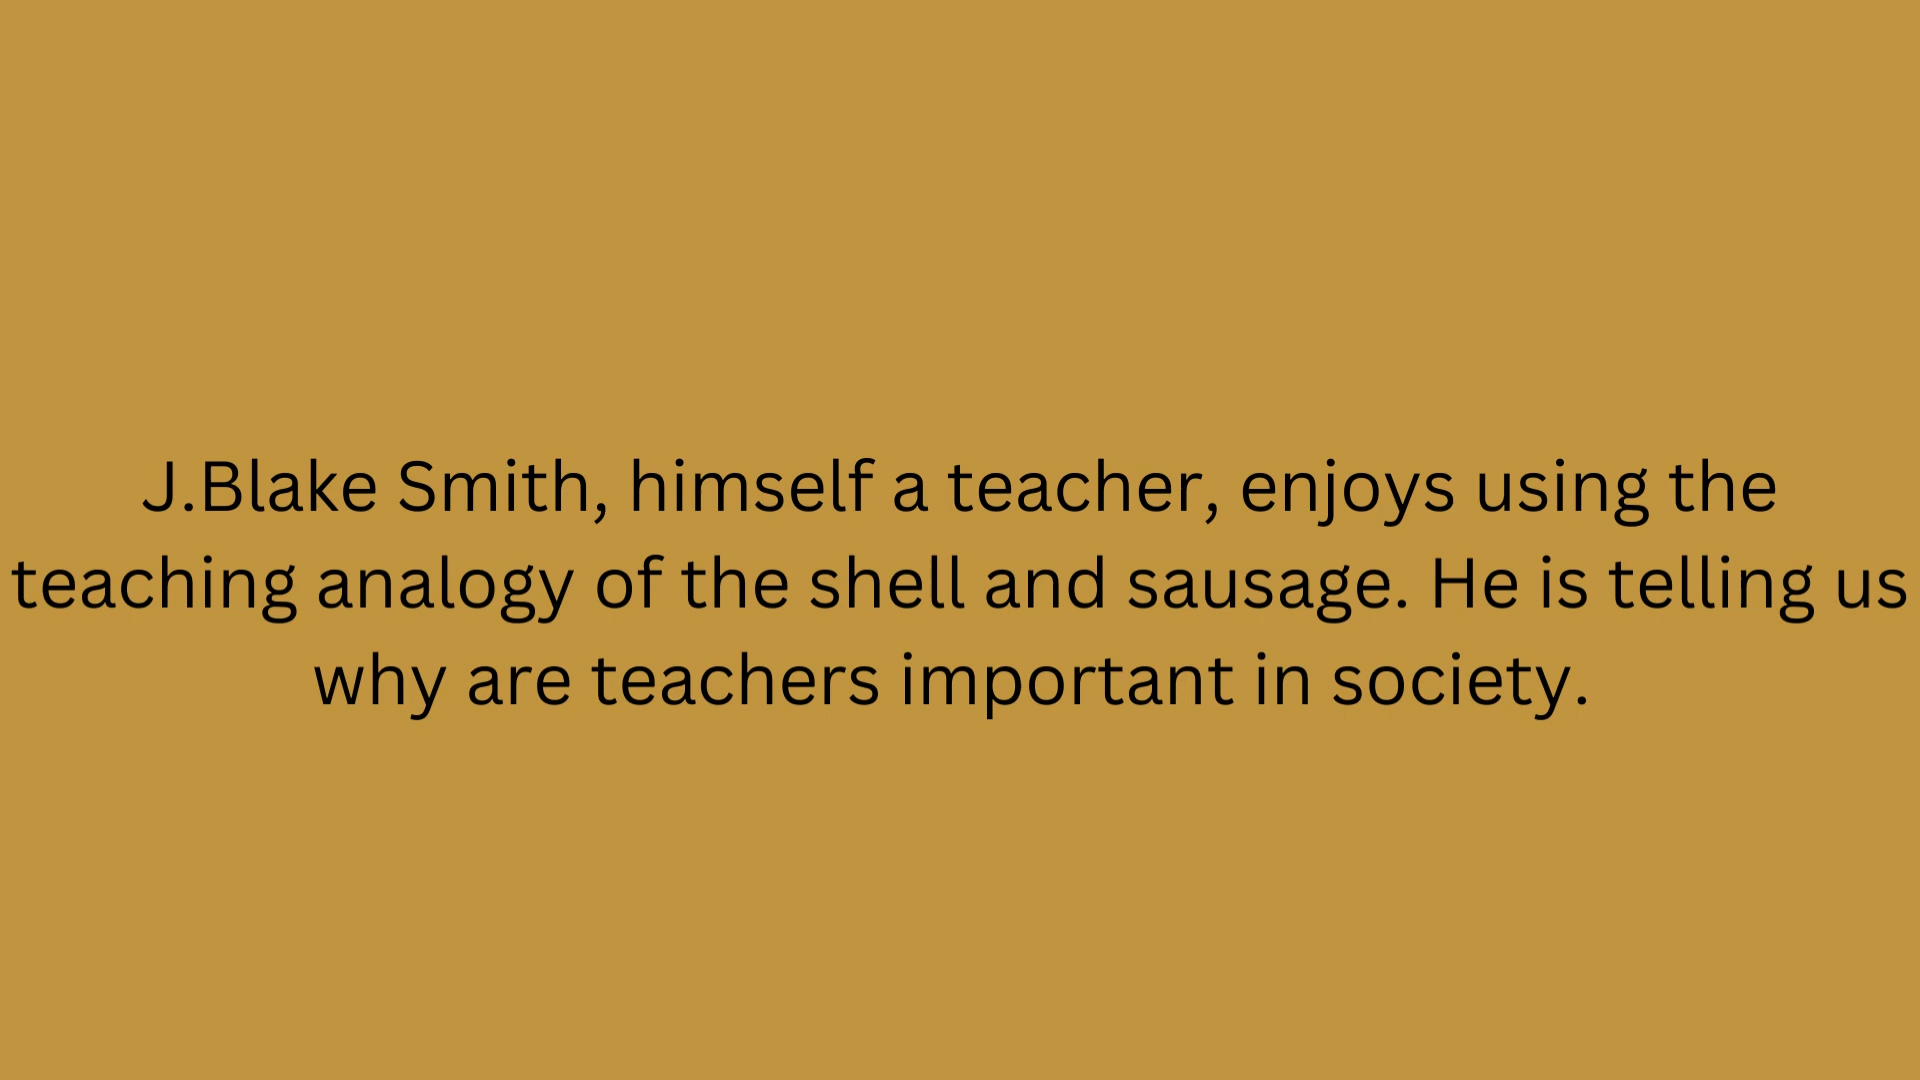 J.Blake Smith, himself a teacher, enjoys using the
teaching analogy of the shell and sausage. He is telling us
why are teachers important in society.